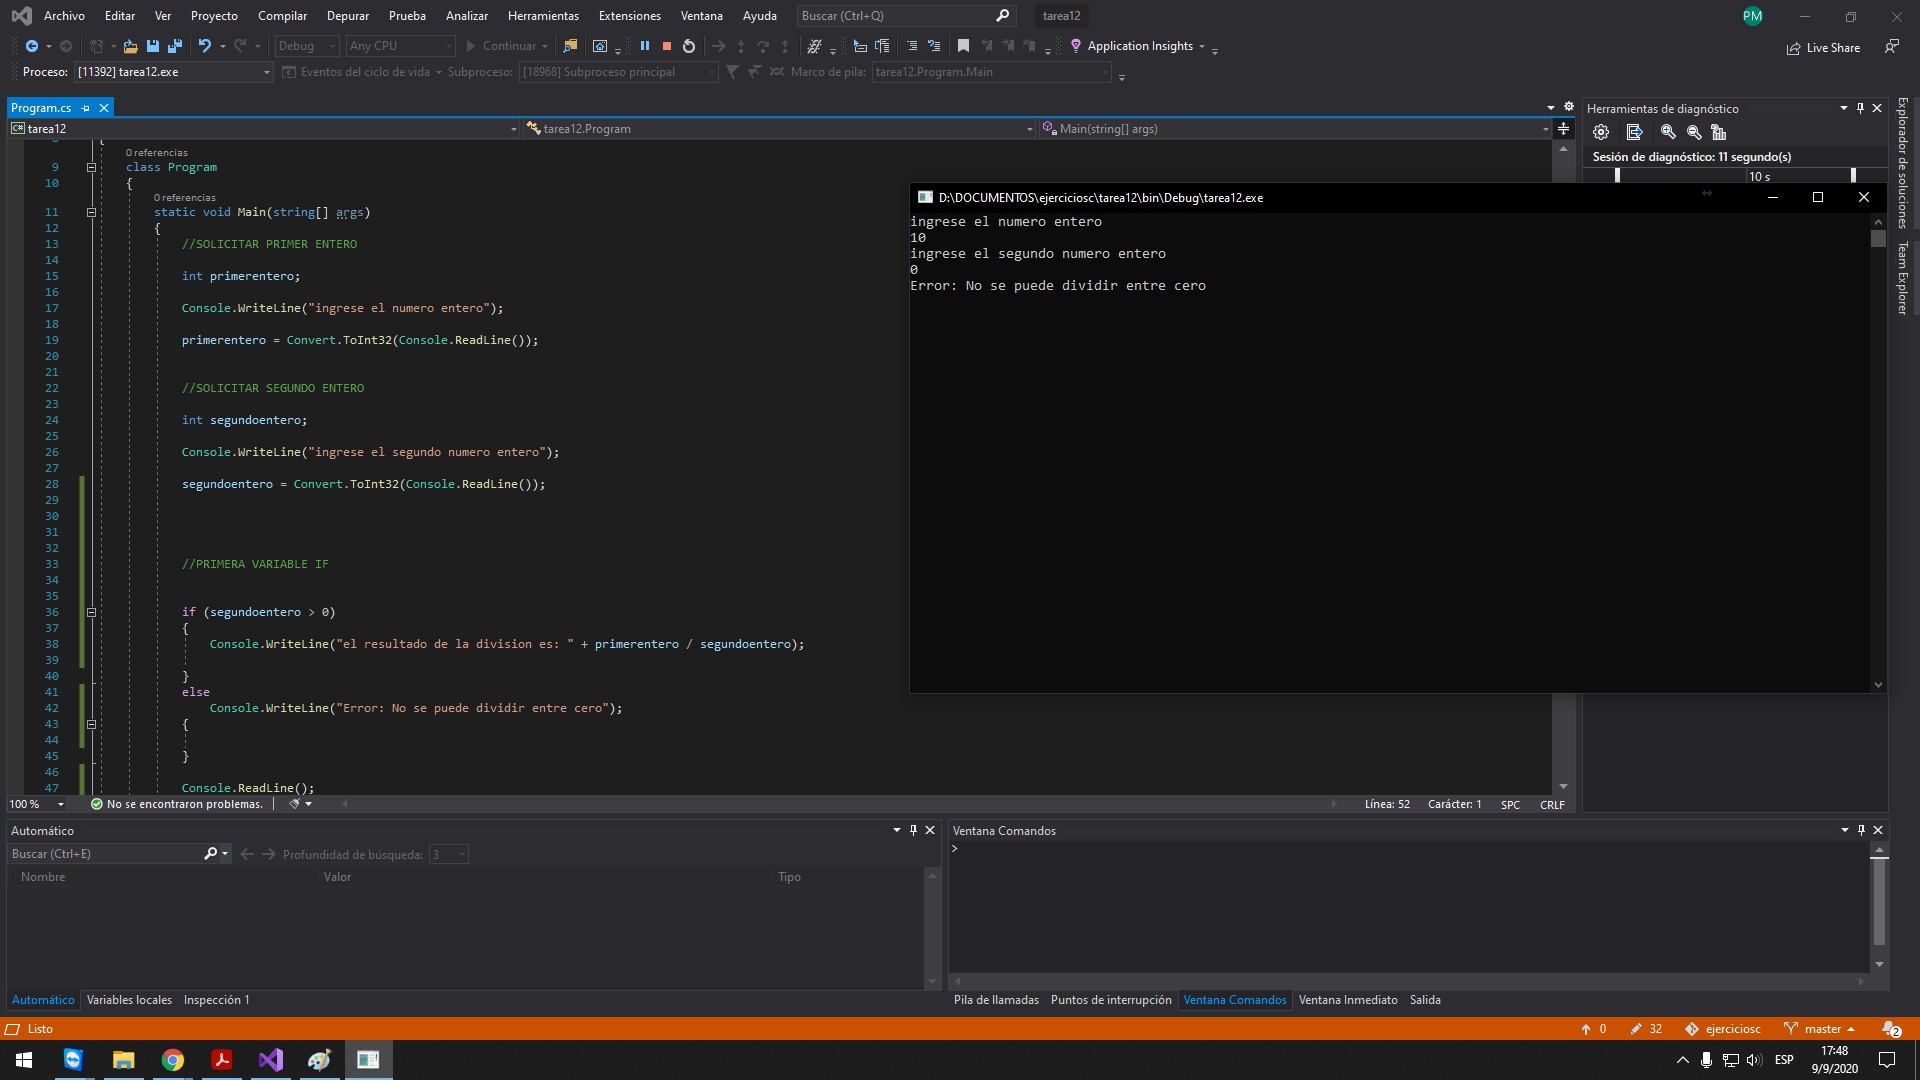 Archivo Editar Ver Proyecto Compilar Depurar Prueba Analizar Herramientas Extensiones Ventana Ayuda Buscar (Ctrl+Q) tarea12 PM
Debug Any CPU Continuar Application Insights Live Share
Proceso: [11392] tarea12.exe Eventos del ciclo de vida Subproceso: [18968] Subproceso principal Marco de pila: tarea12.Program.Main
Program.cs
C# tarea12 tarea12.Program Main(string[] args)
8 {
0 referencias
9 class Program
10 {
0 referencias
11 static void Main(string[] args)
12 {
13 //SOLICITAR PRIMER ENTERO
14
15 int primerentero;
16
17 Console.WriteLine("ingrese el numero entero");
18
19 primerentero = Convert.ToInt32(Console.ReadLine());
20
21
22 //SOLICITAR SEGUNDO ENTERO
23
24 int segundoentero;
25
26 Console.WriteLine("ingrese el segundo numero entero");
27
28 segundoentero = Convert.ToInt32(Console.ReadLine());
29
30
31
32
33 //PRIMERA VARIABLE IF
34
35
36 if (segundoentero > 0)
37 {
38 Console.WriteLine("el resultado de la division es: " + primerentero / segundoentero);
39
40 }
41 else
42 Console.WriteLine("Error: No se puede dividir entre cero");
43 {
44
45 }
46
47 Console.ReadLine();
100 % No se encontraron problemas. Línea: 52 Carácter: 1 SPC CRLF
D:\DOCUMENTOS\ejerciciosc\tarea12\bin\Debug\tarea12.exe
ingrese el numero entero
10
ingrese el segundo numero entero
0
Error: No se puede dividir entre cero
Herramientas de diagnóstico
Sesión de diagnóstico: 11 segundo(s)
10 s
Explorador de soluciones
Team Explorer
Automático
Buscar (Ctrl+E) Profundidad de búsqueda: 3
Nombre Valor Tipo
Automático Variables locales Inspección 1
Ventana Comandos
>
Pila de llamadas Puntos de interrupción Ventana Comandos Ventana Inmediato Salida
Listo 0 32 ejerciciosc master 2
ESP 17:48
9/9/2020